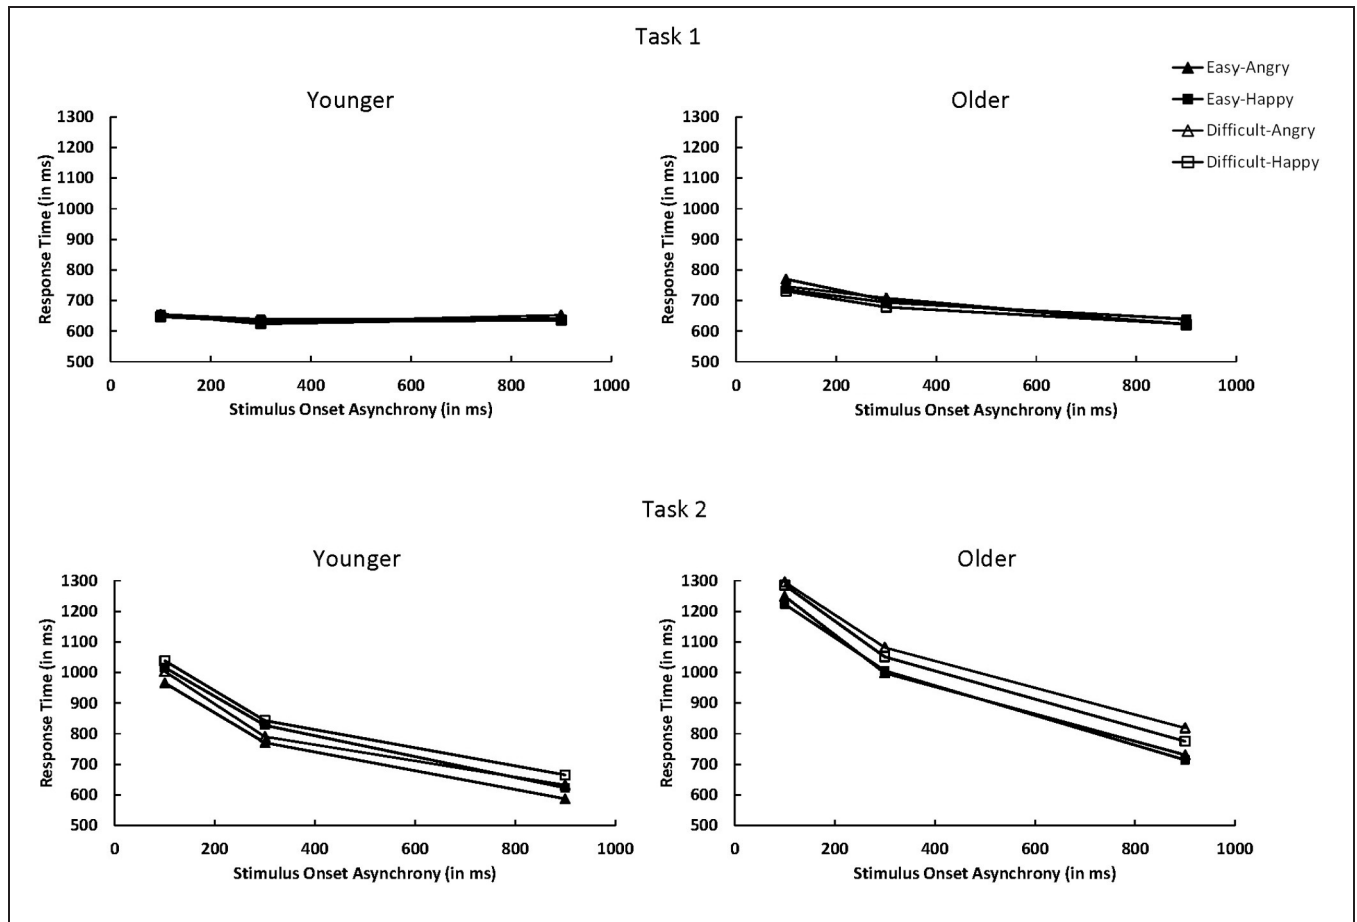 Task 1
Easy-Angry
Easy-Happy
Difficult-Angry
Difficult-Happy
Younger
1300
1200
1100
1000
900
800
700
600
500
Response Time (in ms)
0 200 400 600 800 1000
Stimulus Onset Asynchrony (in ms)
Older
1300
1200
1100
1000
900
800
700
600
500
Response Time (in ms)
0 200 400 600 800 1000
Stimulus Onset Asynchrony (in ms)
Task 2
Younger
1300
1200
1100
1000
900
800
700
600
500
Response Time (in ms)
0 200 400 600 800 1000
Stimulus Onset Asynchrony (in ms)
Older
1300
1200
1100
1000
900
800
700
600
500
Response Time (in ms)
0 200 400 600 800 1000
Stimulus Onset Asynchrony (in ms)